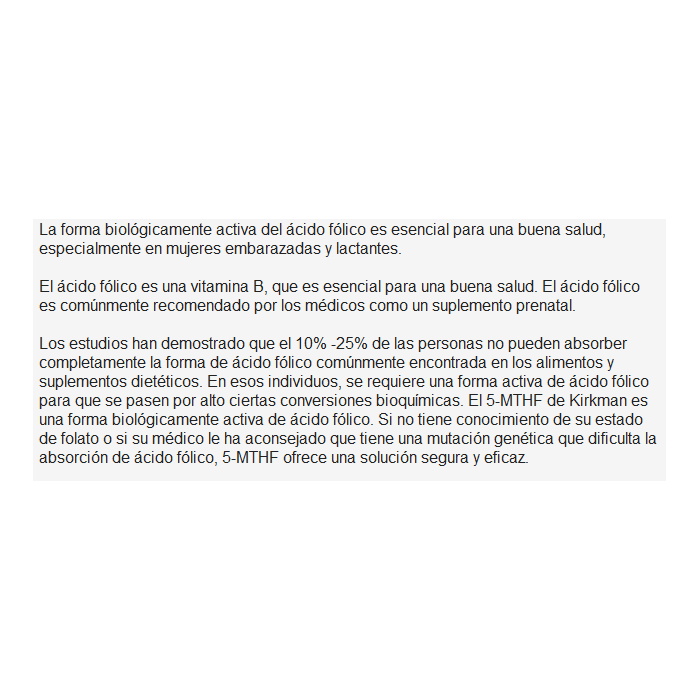 La forma biológicamente activa del ácido fólico es esencial para una buena salud,
especialmente en mujeres embarazadas y lactantes.
El ácido fólico es una vitamina B, que es esencial para una buena salud. El ácido fólico
es comúnmente recomendado por los médicos como un suplemento prenatal.
Los estudios han demostrado que el 10% -25% de las personas no pueden absorber
completamente la forma de ácido fólico comúnmente encontrada en los alimentos y
suplementos dietéticos. En esos individuos, se requiere una forma activa de ácido fólico
para que se pasen por alto ciertas conversiones bioquímicas. El 5-MTHF de Kirkman es
una forma biológicamente activa de ácido fólico. Si no tiene conocimiento de su estado
de folato o si su médico le ha aconsejado que tiene una mutación genética que dificulta la
absorción de ácido fólico, 5-MTHF ofrece una solución segura y eficaz.